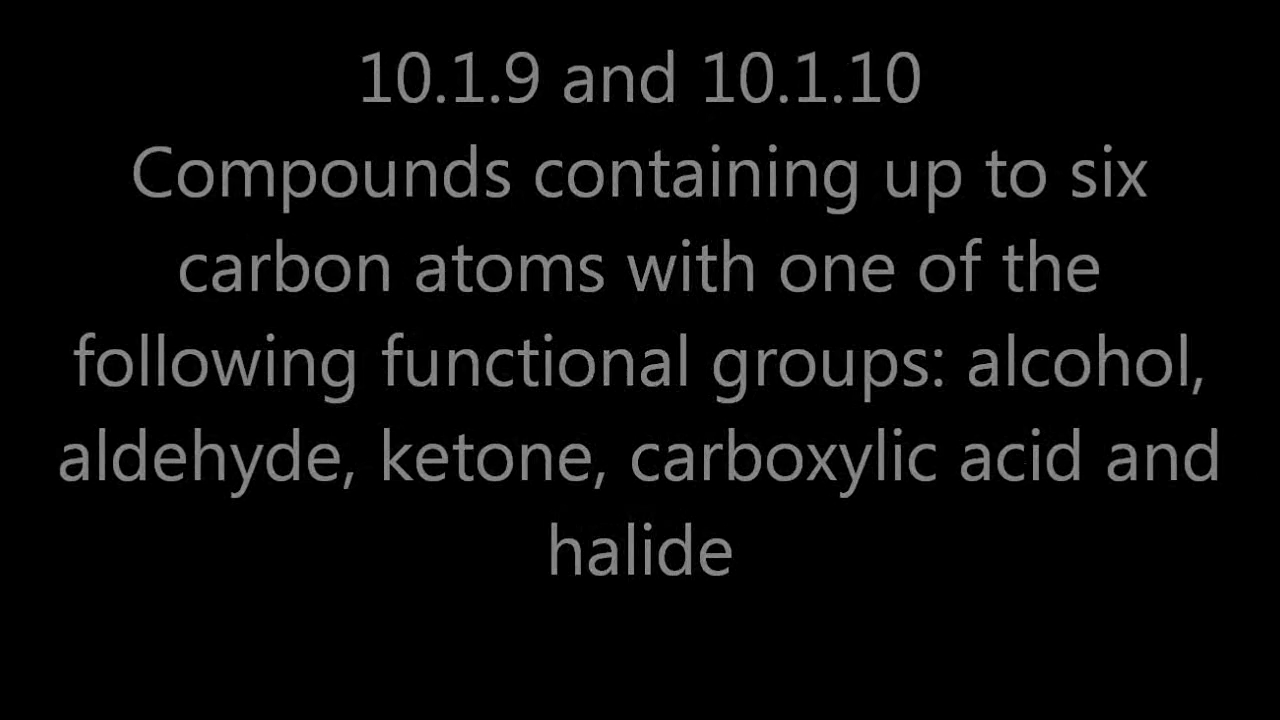 10.1.9 and 10.1.10
Compounds containing up to six
carbon atoms with one of the
following functional groups: alcohol,
aldehyde, ketone, carboxylic acid and
halide